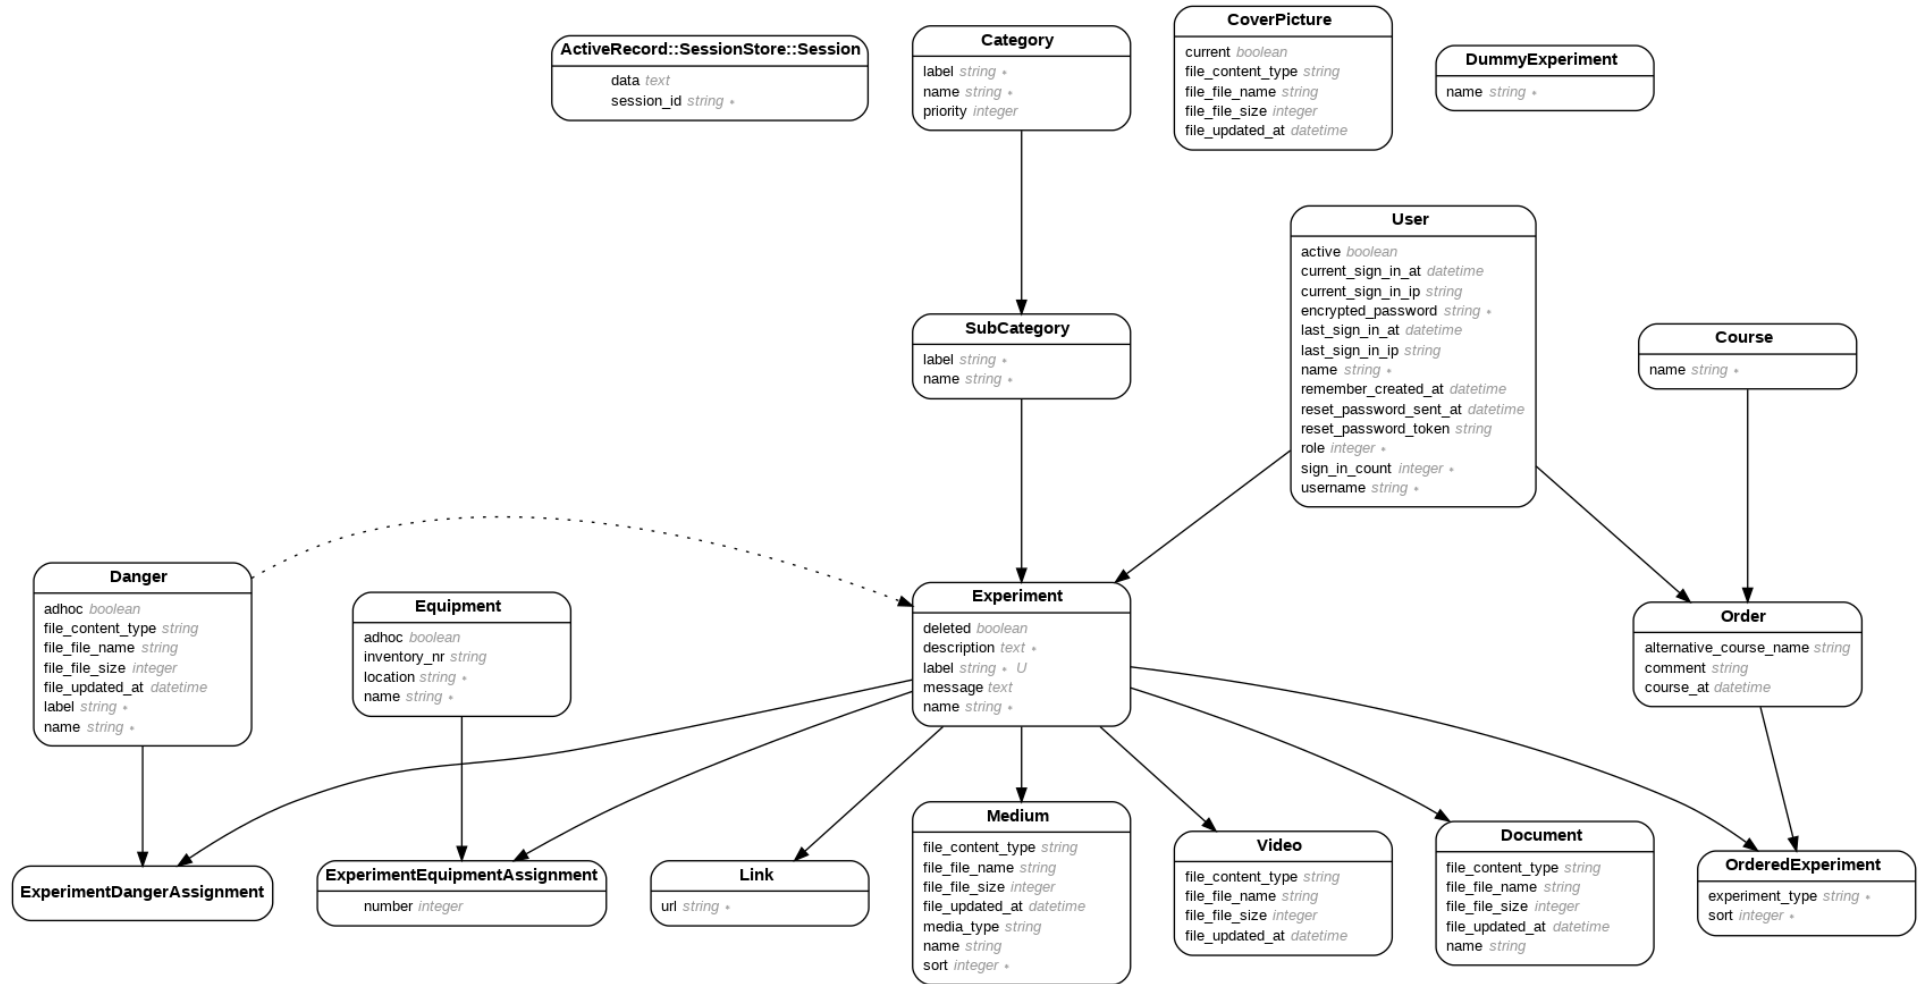 ActiveRecord::SessionStore::Session
data text
session_id string •
Category
label string •
name string •
priority integer
CoverPicture
current boolean
file_content_type string
file_file_name string
file_file_size integer
file_updated_at datetime
DummyExperiment
name string •
User
active boolean
current_sign_in_at datetime
current_sign_in_ip string
encrypted_password string •
last_sign_in_at datetime
last_sign_in_ip string
name string •
remember_created_at datetime
reset_password_sent_at datetime
reset_password_token string
role integer •
sign_in_count integer •
username string •
SubCategory
label string •
name string •
Course
name string •
Danger
adhoc boolean
file_content_type string
file_file_name string
file_file_size integer
file_updated_at datetime
label string •
name string •
Equipment
adhoc boolean
inventory_nr string
location string •
name string •
Experiment
deleted boolean
description text •
label string • U
message text
name string •
Order
alternative_course_name string
comment string
course_at datetime
ExperimentDangerAssignment
ExperimentEquipmentAssignment
number integer
Link
url string •
Medium
file_content_type string
file_file_name string
file_file_size integer
file_updated_at datetime
media_type string
name string
sort integer •
Video
file_content_type string
file_file_name string
file_file_size integer
file_updated_at datetime
Document
file_content_type string
file_file_name string
file_file_size integer
file_updated_at datetime
name string
OrderedExperiment
experiment_type string •
sort integer •